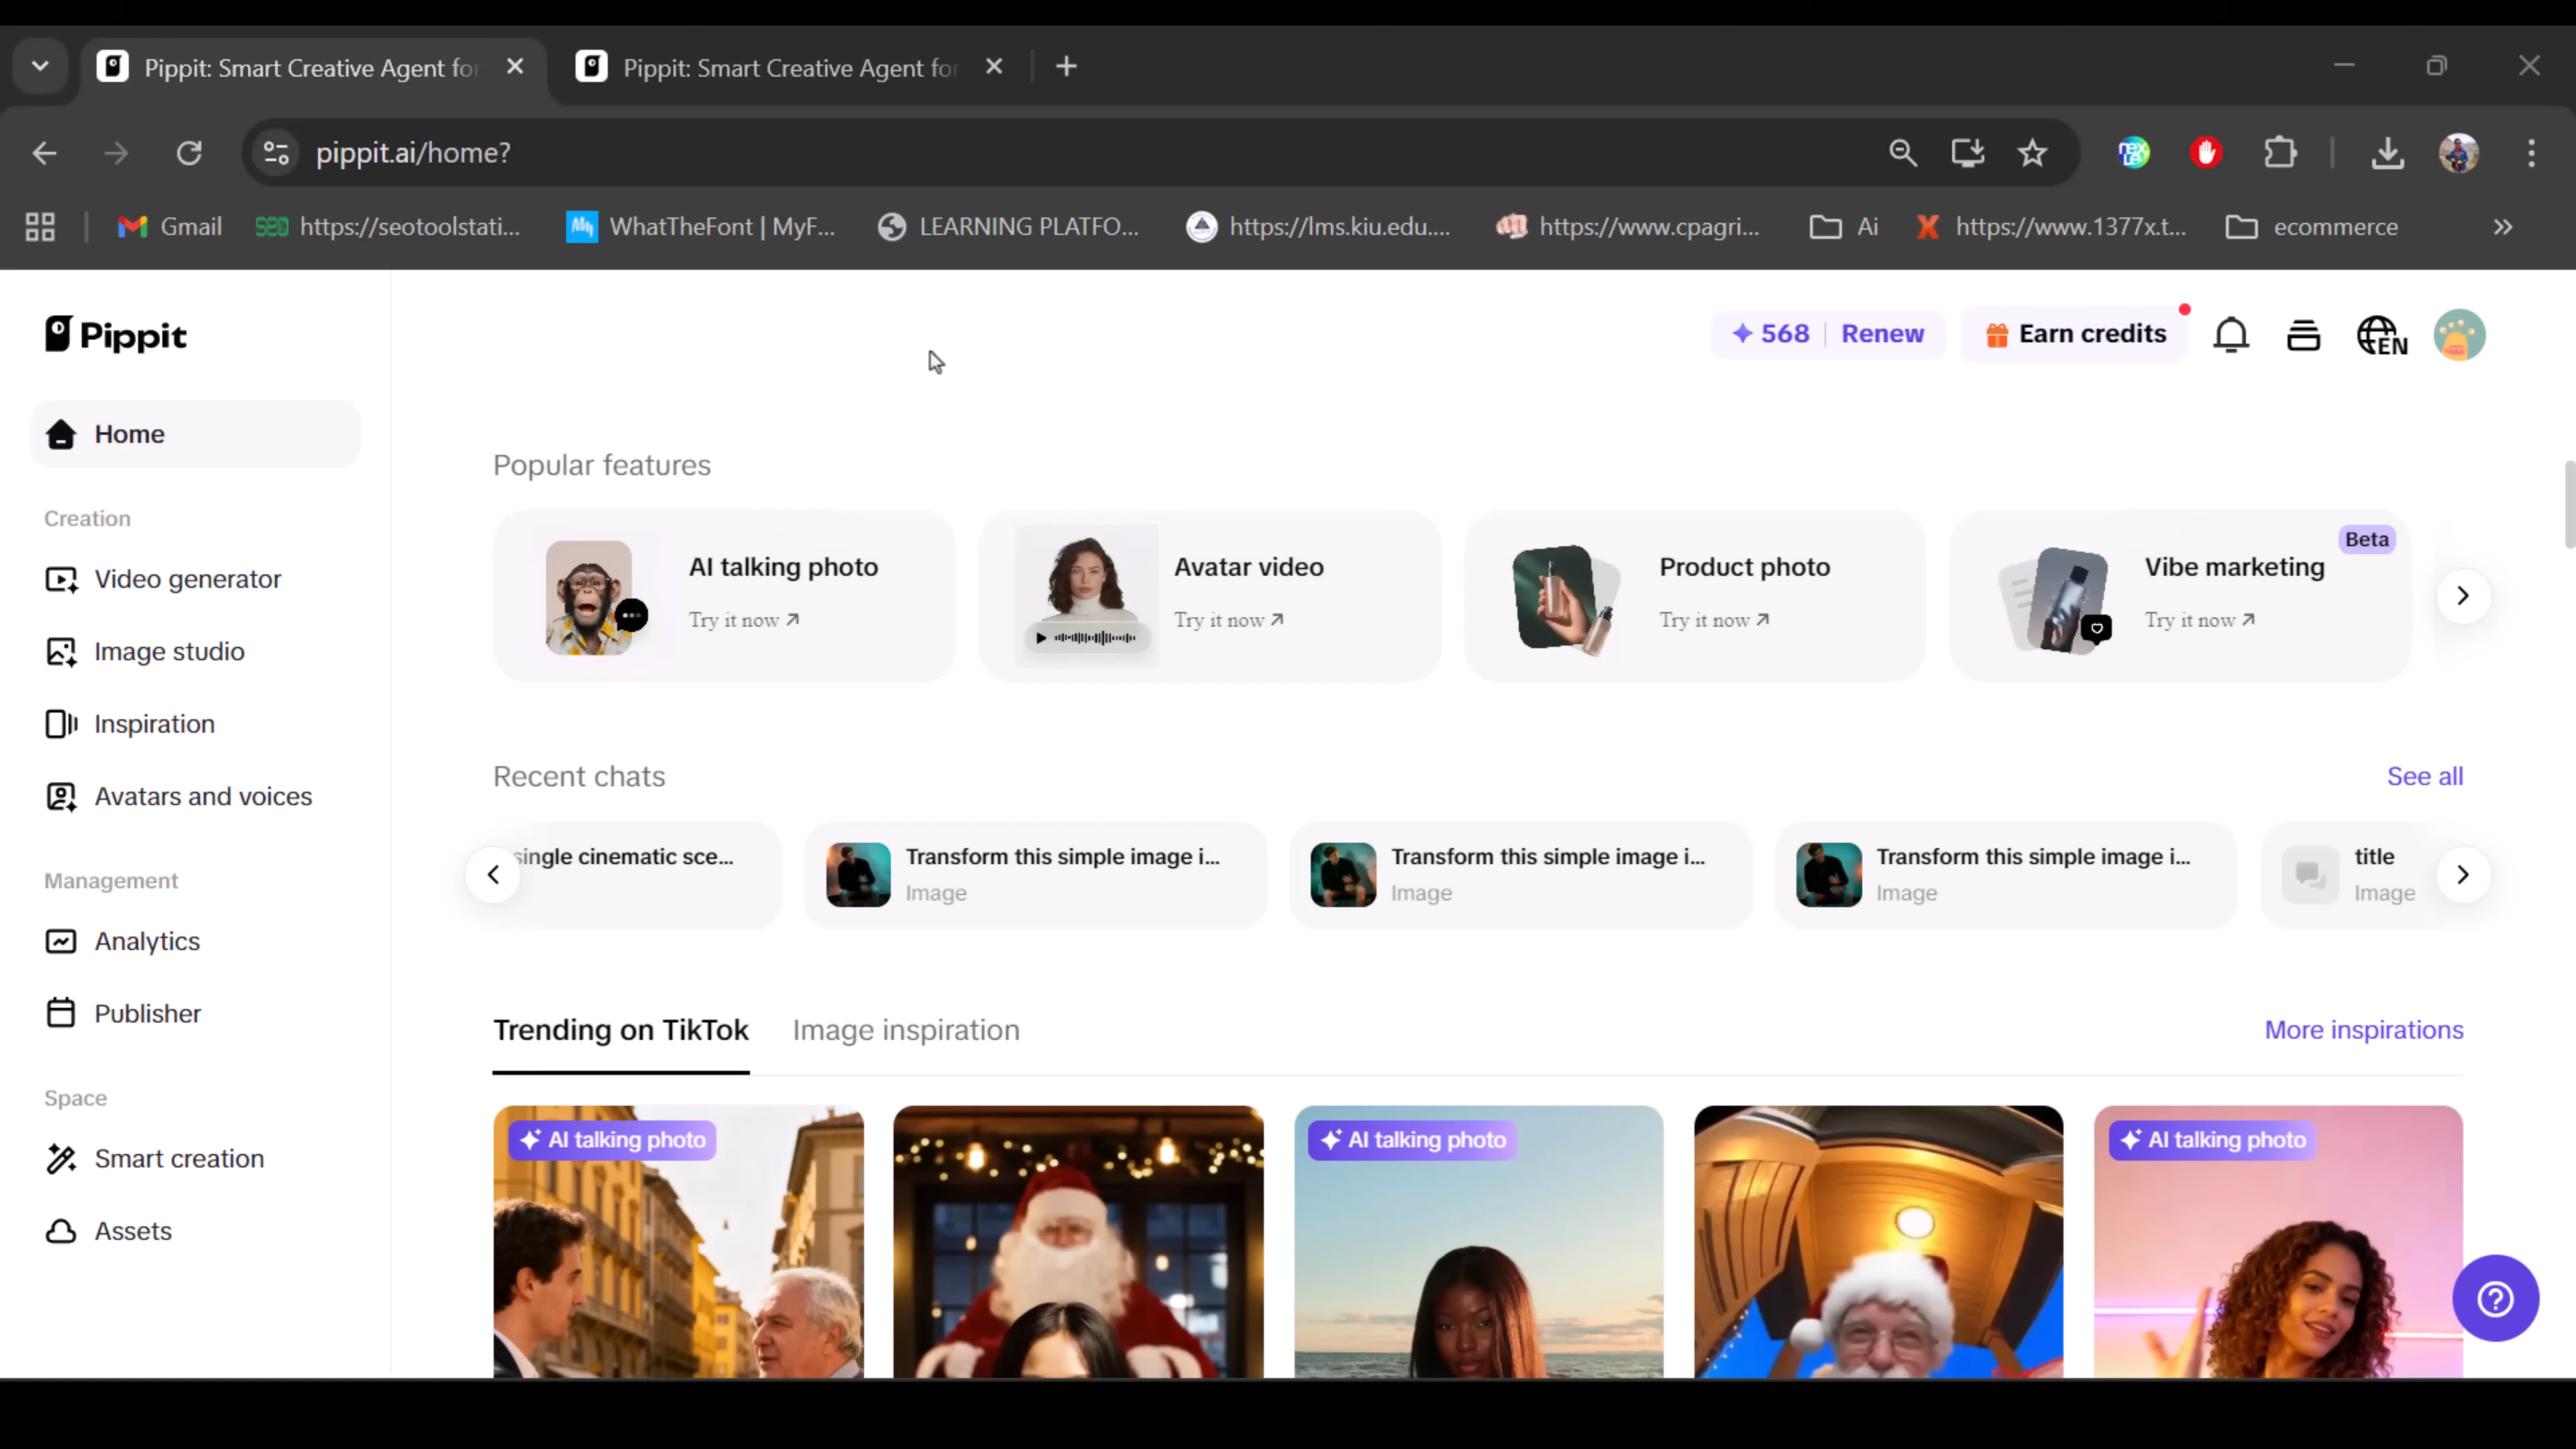 Pippit: Smart Creative Agent for
Pippit: Smart Creative Agent for
pippit.ai/home?
Gmail
SEO https://seotoolstati...
WhatTheFont | MyF...
LEARNING PLATFO...
https://lms.kiu.edu....
https://www.cpagri...
Ai
https://www.1377x.t...
ecommerce
Pippit
568 Renew
Earn credits
EN
Home
Creation
Video generator
Image studio
Inspiration
Avatars and voices
Management
Analytics
Publisher
Space
Smart creation
Assets
Popular features
AI talking photo
Try it now
Avatar video
Try it now
Product photo
Try it now
Beta
Vibe marketing
Try it now
Recent chats
See all
single cinematic sce...
Transform this simple image i...
Image
Transform this simple image i...
Image
Transform this simple image i...
Image
title
Image
Trending on TikTok
Image inspiration
More inspirations
AI talking photo
AI talking photo
AI talking photo